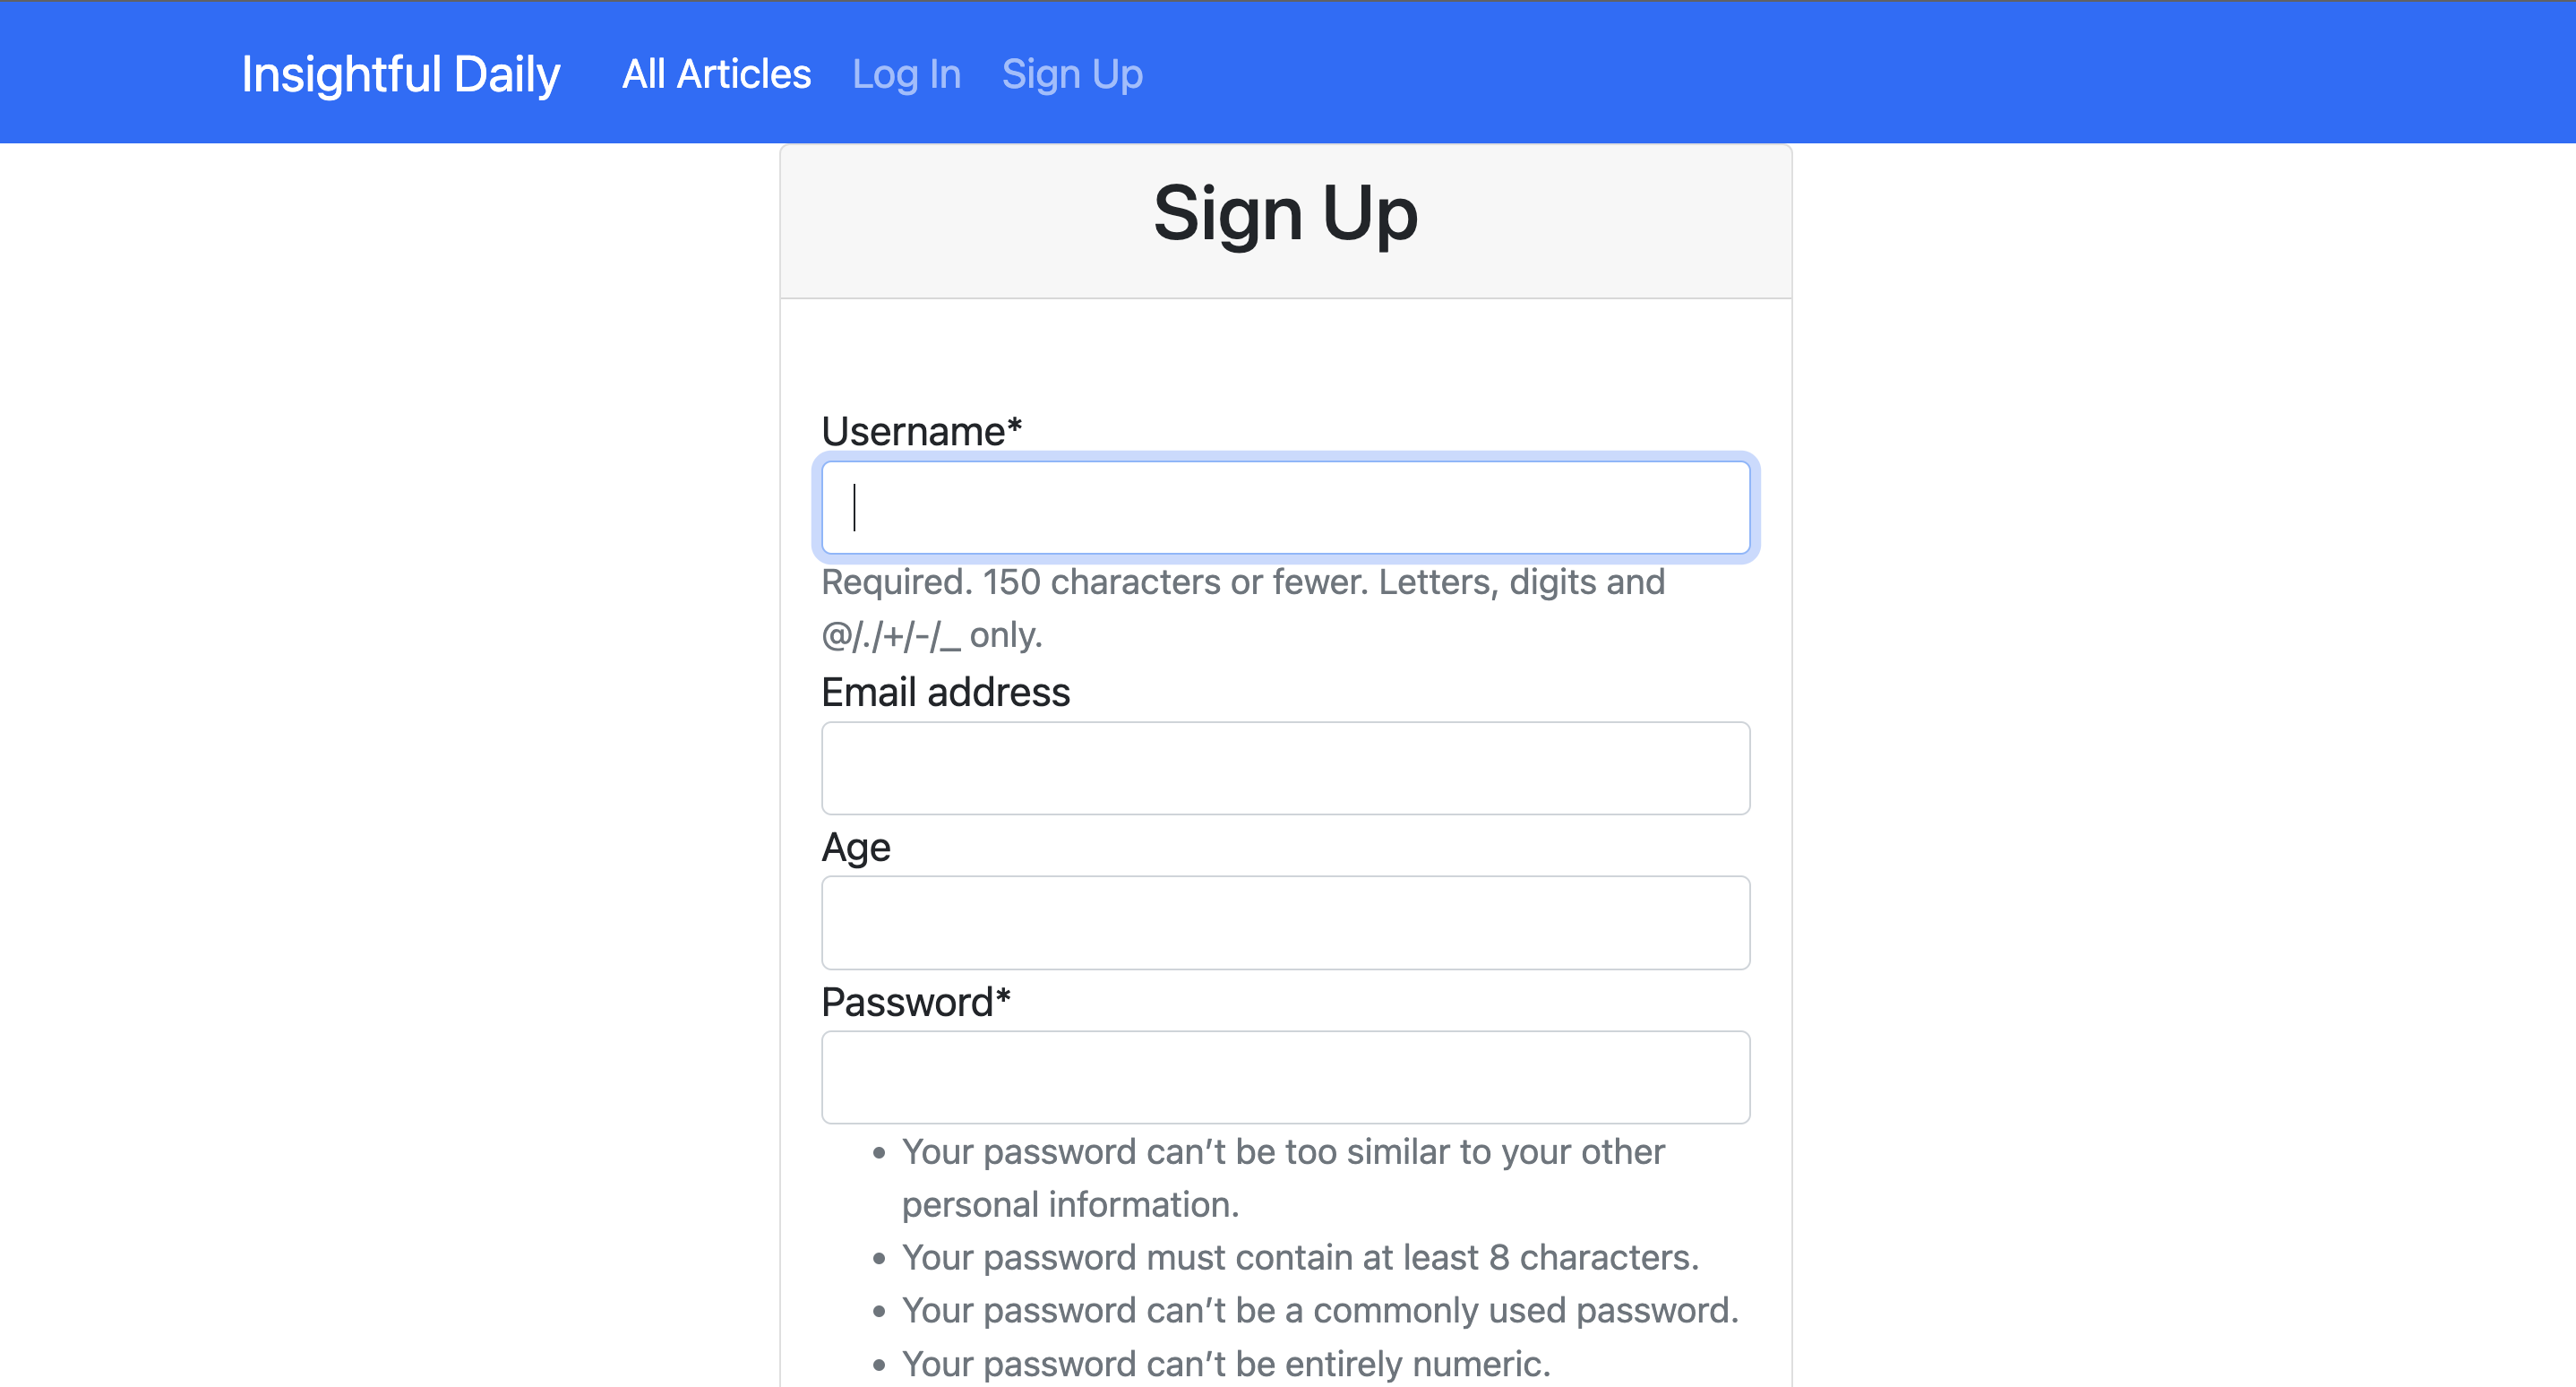 Insightful Daily All Articles Log In Sign Up
Sign Up
Username*
Required. 150 characters or fewer. Letters, digits and
@/./+/-/_ only.
Email address
Age
Password*
• Your password can’t be too similar to your other
personal information.
• Your password must contain at least 8 characters.
• Your password can’t be a commonly used password.
• Your password can’t be entirely numeric.